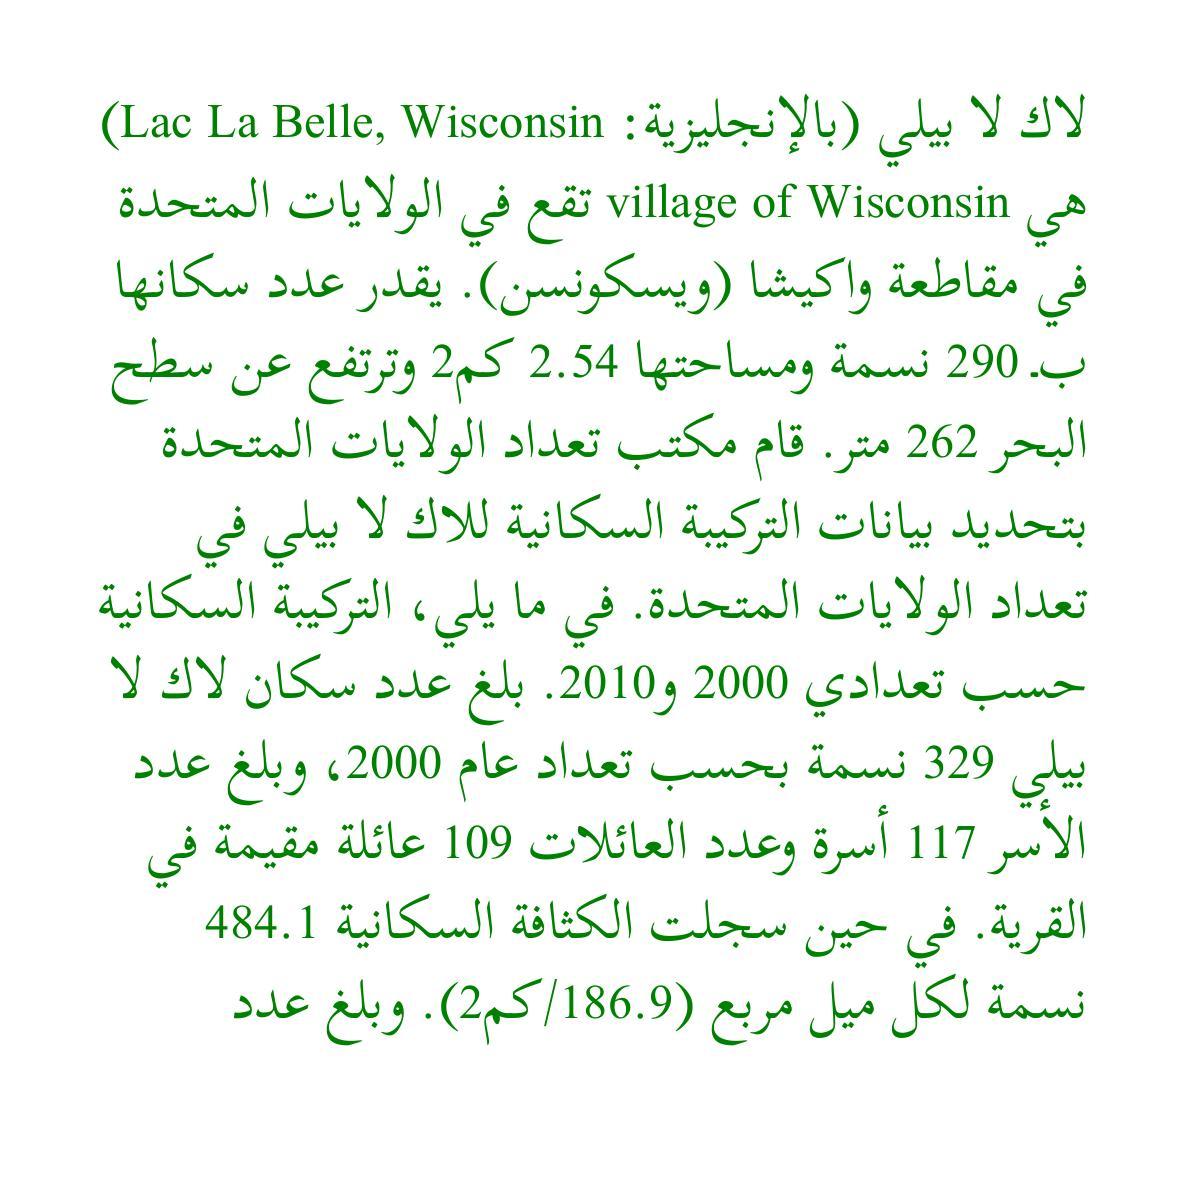 لاك لا بيلي (بالإنجليزية: Lac La Belle, Wisconsin)
هي village of Wisconsin تقع في الولايات المتحدة
في مقاطعة واكيشا (ويسكونسن). يقدر عدد سكانها
بـ 290 نسمة ومساحتها 2.54 كم2 وترتفع عن سطح
البحر 262 متر. قام مكتب تعداد الولايات المتحدة
بتحديد بيانات التركيبة السكانية للاك لا بيلي في
تعداد الولايات المتحدة. في ما يلي، التركيبة السكانية
حسب تعدادي 2000 و2010. بلغ عدد سكان لاك لا
بيلي 329 نسمة بحسب تعداد عام 2000، وبلغ عدد
الأسر 117 أسرة وعدد العائلات 109 عائلة مقيمة في
القرية. في حين سجلت الكثافة السكانية 484.1
نسمة لكل ميل مربع (186.9/كم2). وبلغ عدد